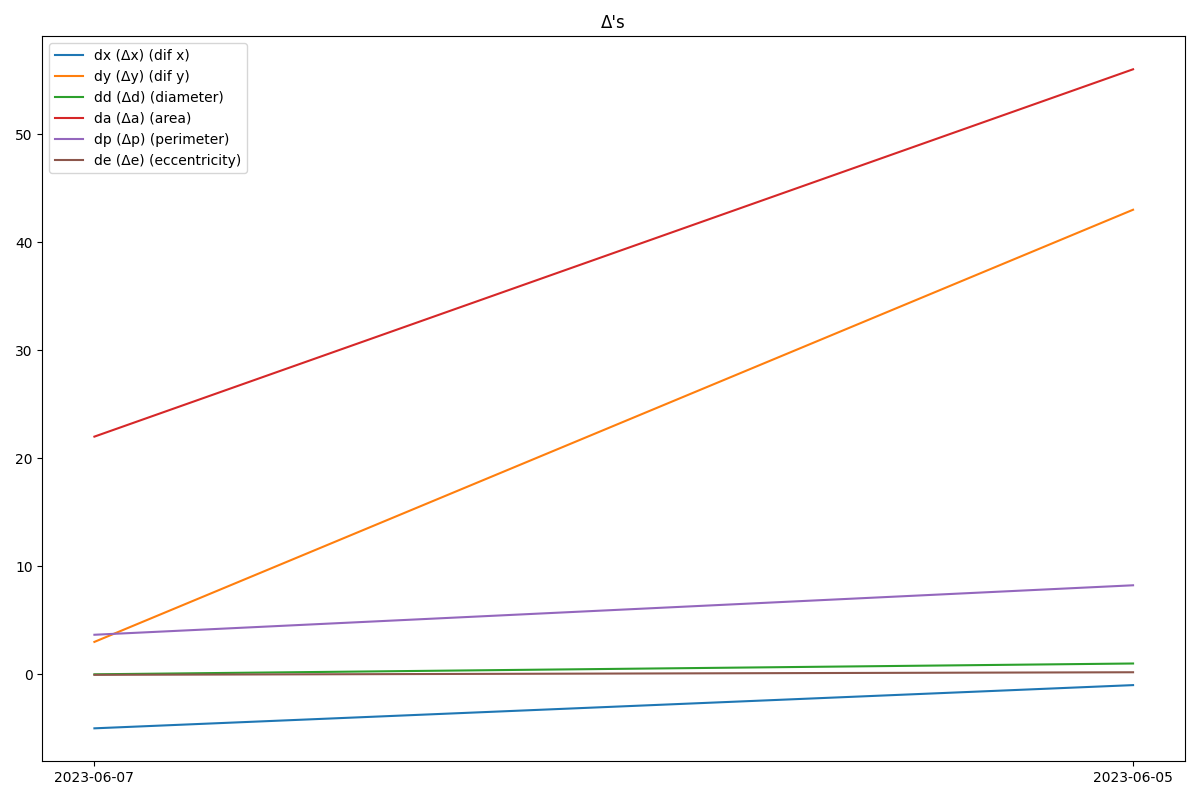 Δ's
dx (Δx) (dif x)
dy (Δy) (dif y)
dd (Δd) (diameter)
da (Δa) (area)
dp (Δp) (perimeter)
de (Δe) (eccentricity)
50
40
30
20
10
0
2023-06-07
2023-06-05